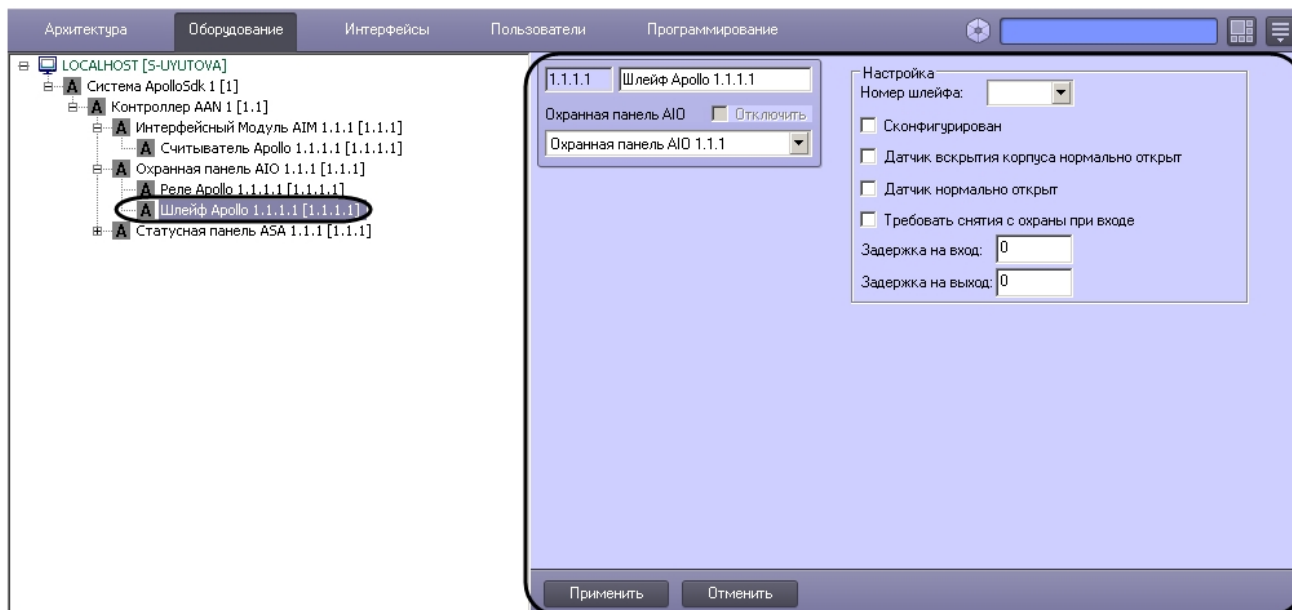 Архитектура Оборудование Интерфейсы Пользователи Программирование
LOCALHOST [S-UYUTOVA]
Система ApolloSdk 1 [1]
Контроллер AAN 1 [1.1]
Интерфейсный Модуль AIM 1.1.1 [1.1.1]
Считыватель Apollo 1.1.1.1 [1.1.1.1]
Охранная панель AIO 1.1.1 [1.1.1]
Реле Apollo 1.1.1.1 [1.1.1.1]
Шлейф Apollo 1.1.1.1 [1.1.1.1]
Статусная панель ASA 1.1.1 [1.1.1]
1.1.1.1 Шлейф Apollo 1.1.1.1
Охранная панель AIO Отключить
Охранная панель AIO 1.1.1
Настройка
Номер шлейфа:
Сконфигурирован
Датчик вскрытия корпуса нормально открыт
Датчик нормально открыт
Требовать снятия с охраны при входе
Задержка на вход: 0
Задержка на выход: 0
Применить Отменить